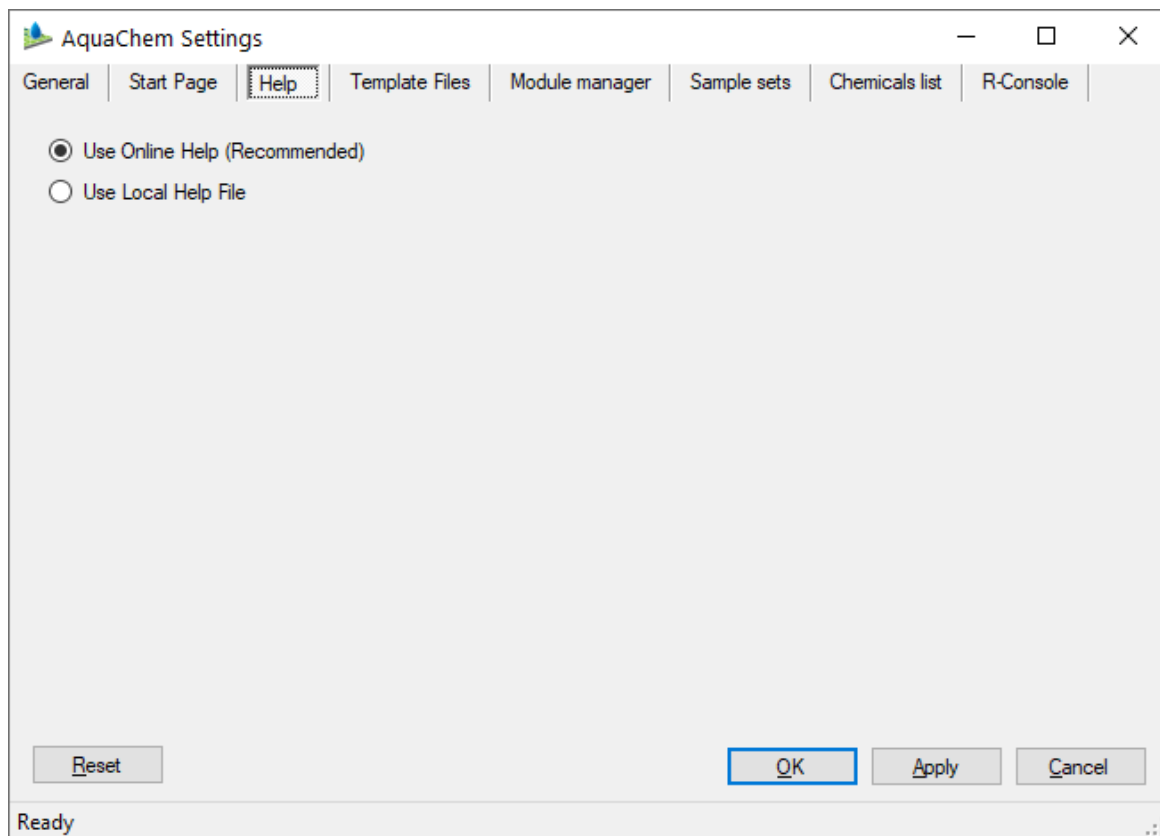 AquaChem Settings
General Start Page Help Template Files Module manager Sample sets Chemicals list R-Console
Use Online Help (Recommended)
Use Local Help File
Reset OK Apply Cancel
Ready